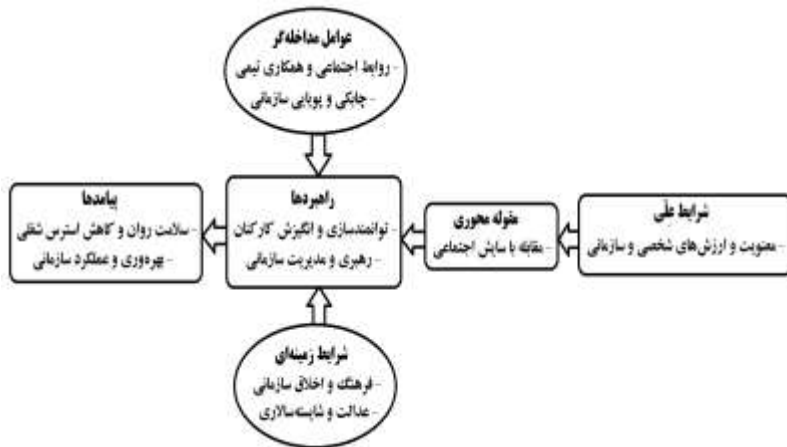 عوامل مداخله‌گر
- روابط اجتماعی و همکاری تیمی
- چابکی و پویایی سازمانی
شرایط علّی
- معنویت و ارزش‌های شخصی و سازمانی
مقوله محوری
- مقابله با سایش اجتماعی
راهبردها
- توانمندسازی و انگیزش کارکنان
- رهبری و مدیریت سازمانی
پیامدها
- سلامت روان و کاهش استرس شغلی
- بهره‌وری و عملکرد سازمانی
شرایط زمینه‌ای
- فرهنگ و اخلاق سازمانی
- عدالت و شایسته‌سالاری